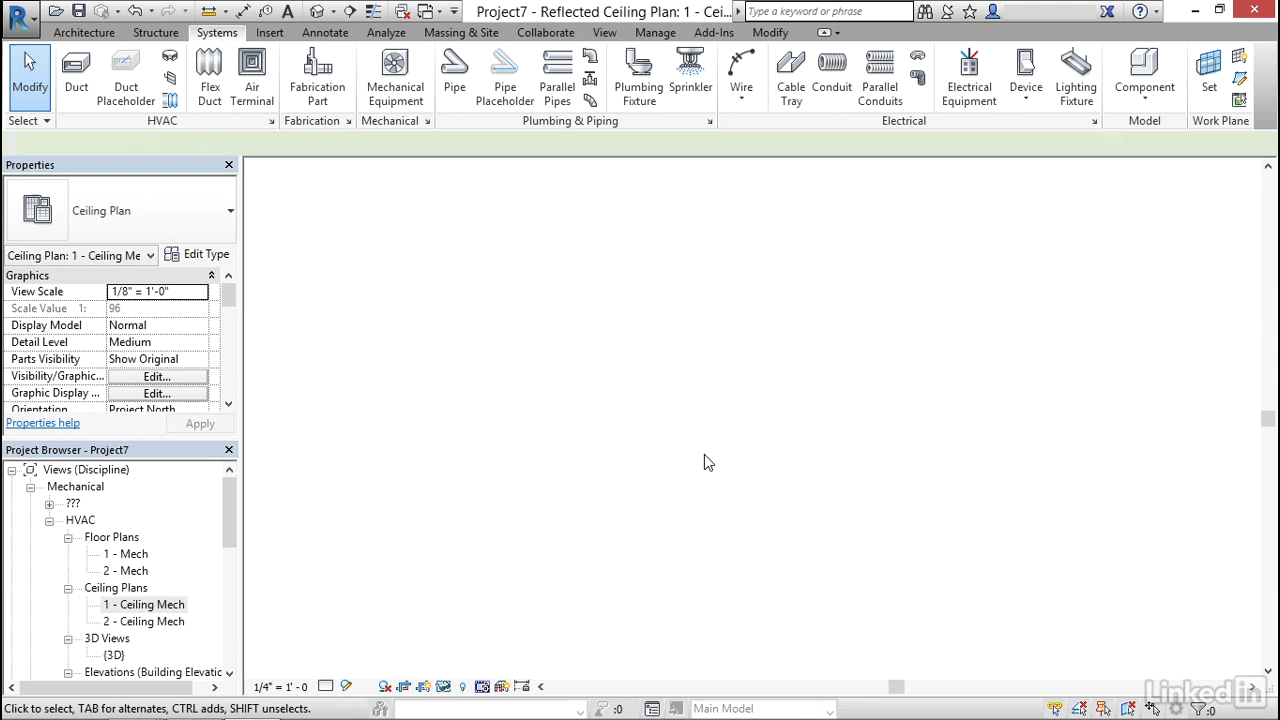 Project7 - Reflected Ceiling Plan: 1 - Cei...
Type a keyword or phrase
Architecture Structure Systems Insert Annotate Analyze Massing & Site Collaborate View Manage Add-Ins Modify
Modify
Duct
Duct Placeholder
Flex Duct
Air Terminal
Fabrication Part
Mechanical Equipment
Pipe
Pipe Placeholder
Parallel Pipes
Plumbing Fixture
Sprinkler
Wire
Cable Tray
Conduit
Parallel Conduits
Electrical Equipment
Device
Lighting Fixture
Component
Set
Select HVAC Fabrication Mechanical Plumbing & Piping Electrical Model Work Plane
Properties
Ceiling Plan
Ceiling Plan: 1 - Ceiling Me
Edit Type
Graphics
View Scale 1/8" = 1'-0"
Scale Value 1: 96
Display Model Normal
Detail Level Medium
Parts Visibility Show Original
Visibility/Graphic... Edit...
Graphic Display ... Edit...
Orientation Project North
Properties help Apply
Project Browser - Project7
Views (Discipline)
Mechanical
???
HVAC
Floor Plans
1 - Mech
2 - Mech
Ceiling Plans
1 - Ceiling Mech
2 - Ceiling Mech
3D Views
{3D}
Elevations (Building Elevatic
1/4" = 1' - 0
Click to select, TAB for alternates, CTRL adds, SHIFT unselects.
:0
Main Model
:0
Linked in